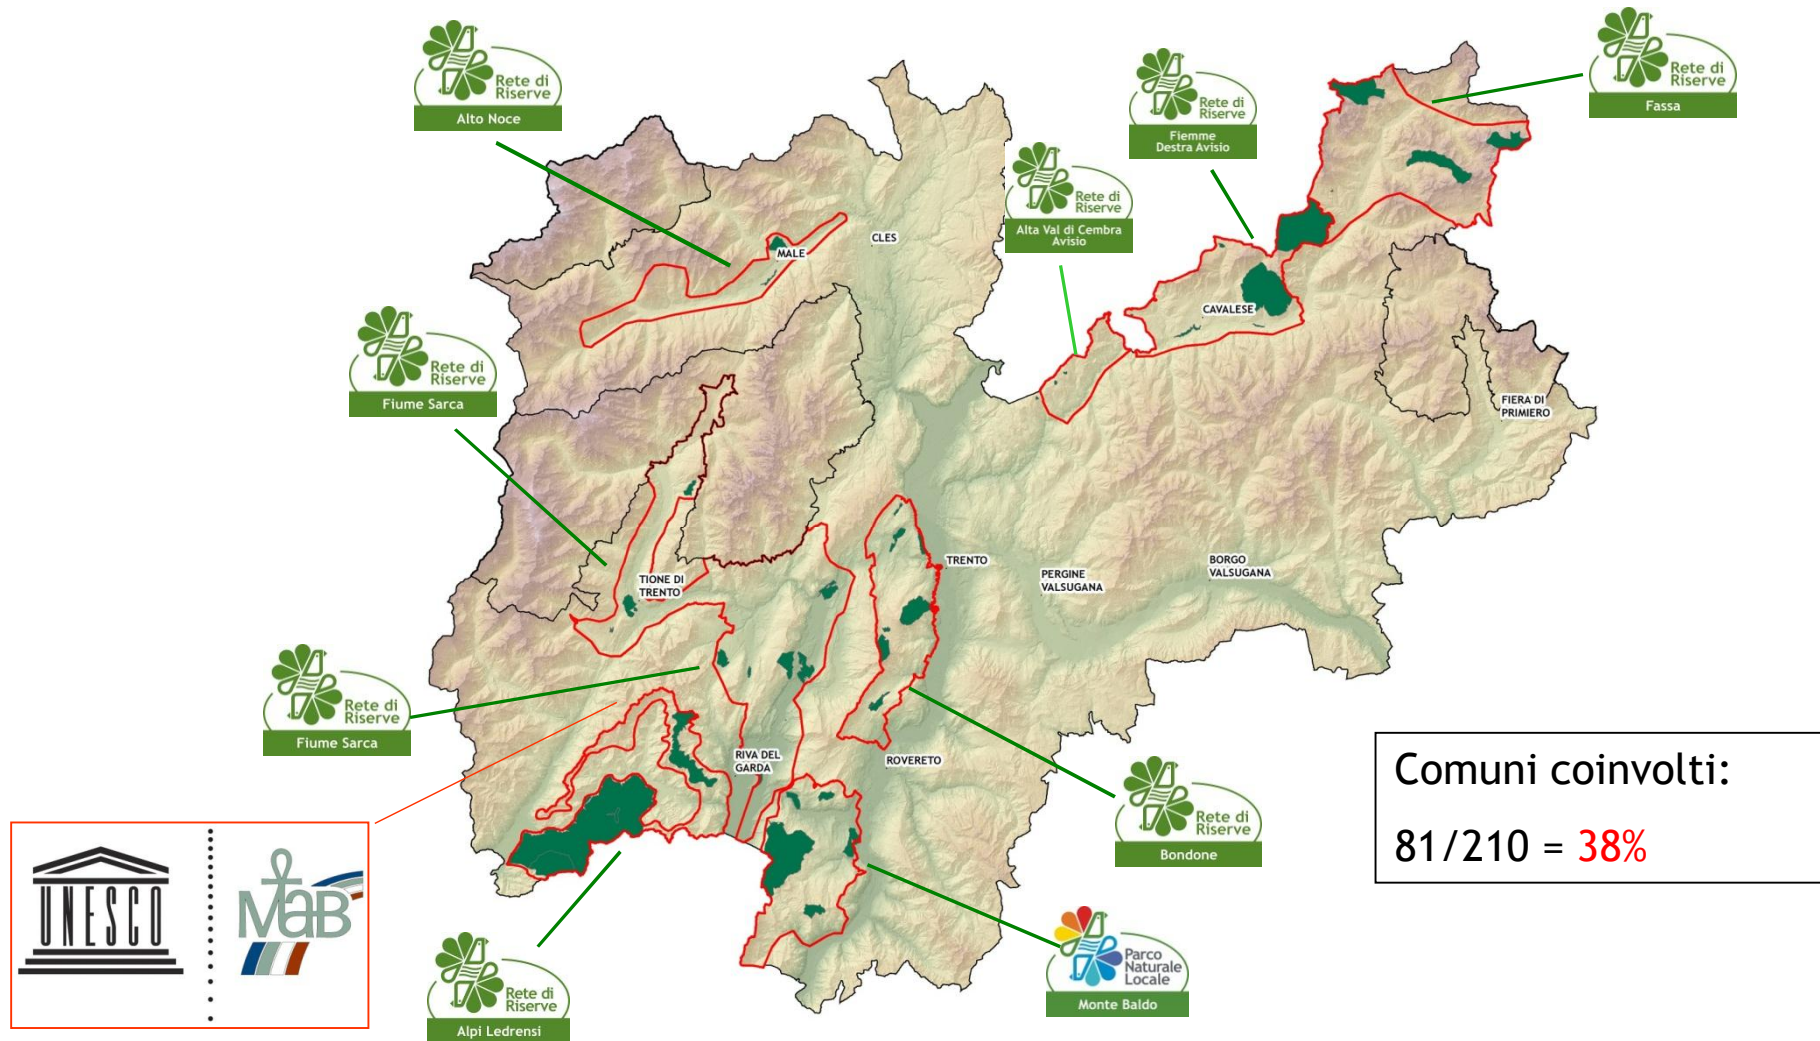 Rete di
Riserve
Alto Noce
Rete di
Riserve
Fiemme
Destra Avisio
Rete di
Riserve
Fassa
Rete di
Riserve
Alta Val di Cembra
Avisio
Rete di
Riserve
Fiume Sarca
Rete di
Riserve
Fiume Sarca
CLES
MALE
CAVALESE
FIERA DI
PRIMIERO
TRENTO
TIONE DI
TRENTO
PERGINE
VALSUGANA
BORGO
VALSUGANA
RIVA DEL
GARDA
ROVERETO
Comuni coinvolti:
81/210 = 38%
Rete di
Riserve
Bondone
UNESCO
MaB
Rete di
Riserve
Alpi Ledrensi
Parco
Naturale
Locale
Monte Baldo